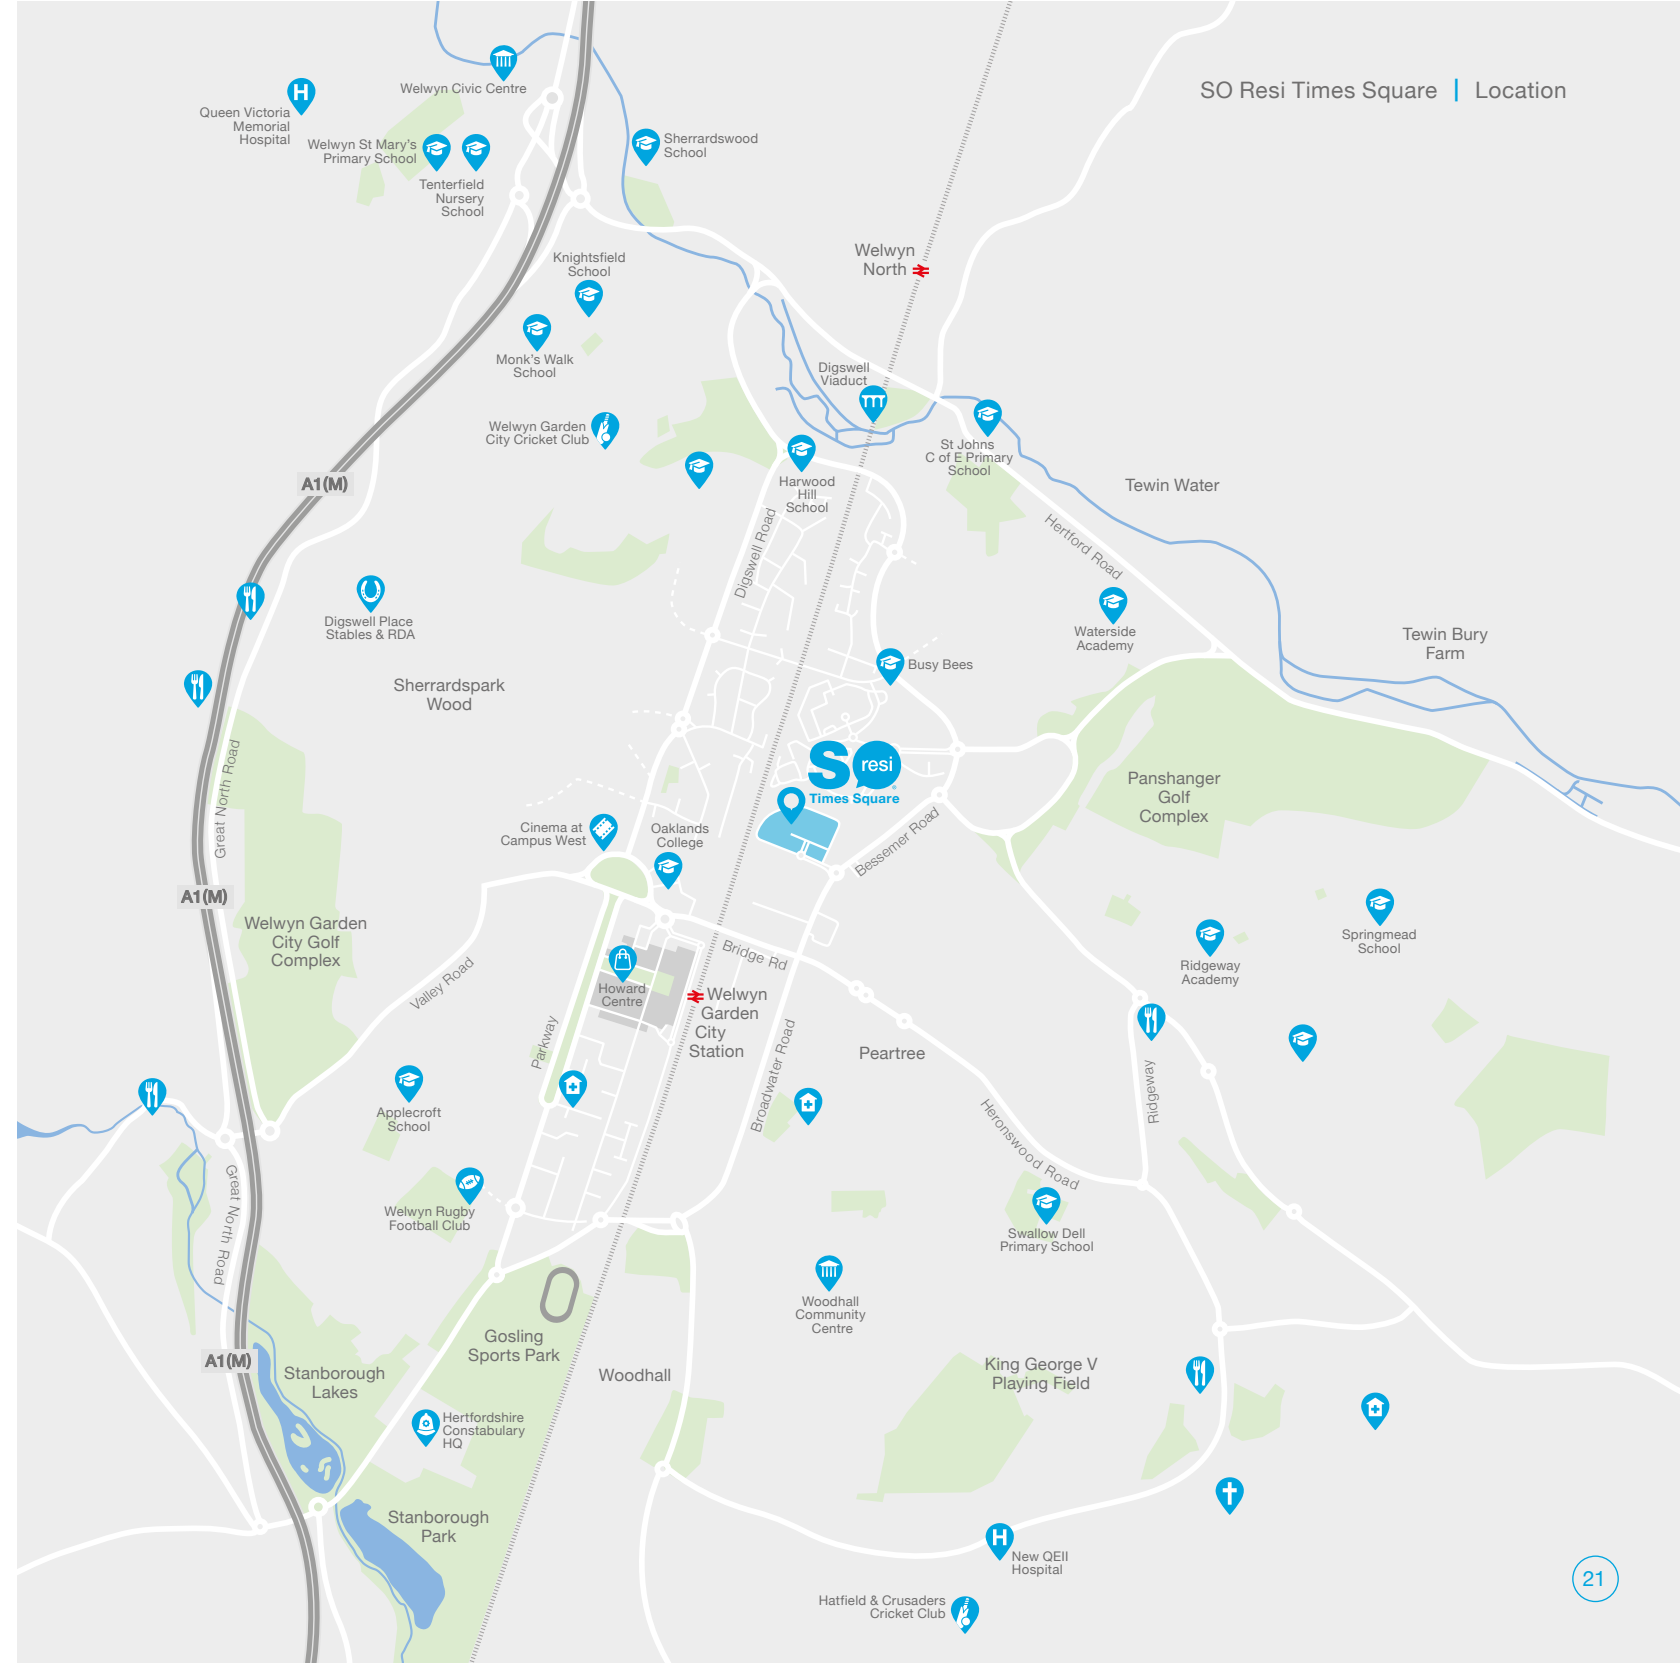 SO Resi Times Square | Location
Welwyn Civic Centre
H
Queen Victoria
Memorial
Hospital
Welwyn St Mary's
Primary School
Tenterfield
Nursery
School
Sherrardswood
School
Knightsfield
School
Monk's Walk
School
Welwyn
North
Digswell
Viaduct
Welwyn Garden
City Cricket Club
St Johns
C of E Primary
School
Harwood
Hill
School
A1(M)
Tewin Water
Hertford Road
Digswell Road
Digswell Place
Stables & RDA
Waterside
Academy
Tewin Bury
Farm
Busy Bees
Sherrardspark
Wood
Great North Road
S resi
Times Square
Panshanger
Golf
Complex
Cinema at
Campus West
Oaklands
College
Bessemer Road
A1(M)
Welwyn Garden
City Golf
Complex
Valley Road
Bridge Rd
Howard
Centre
Welwyn
Garden
City
Station
Springmead
School
Ridgeway
Academy
Parkway
Broadwater Road
Peartree
Ridgeway
Heronswood Road
Applecroft
School
Great North Road
Welwyn Rugby
Football Club
Swallow Dell
Primary School
Woodhall
Community
Centre
Gosling
Sports Park
A1(M)
Stanborough
Lakes
Woodhall
King George V
Playing Field
Hertfordshire
Constabulary
HQ
Stanborough
Park
H
New QEII
Hospital
Hatfield & Crusaders
Cricket Club
21